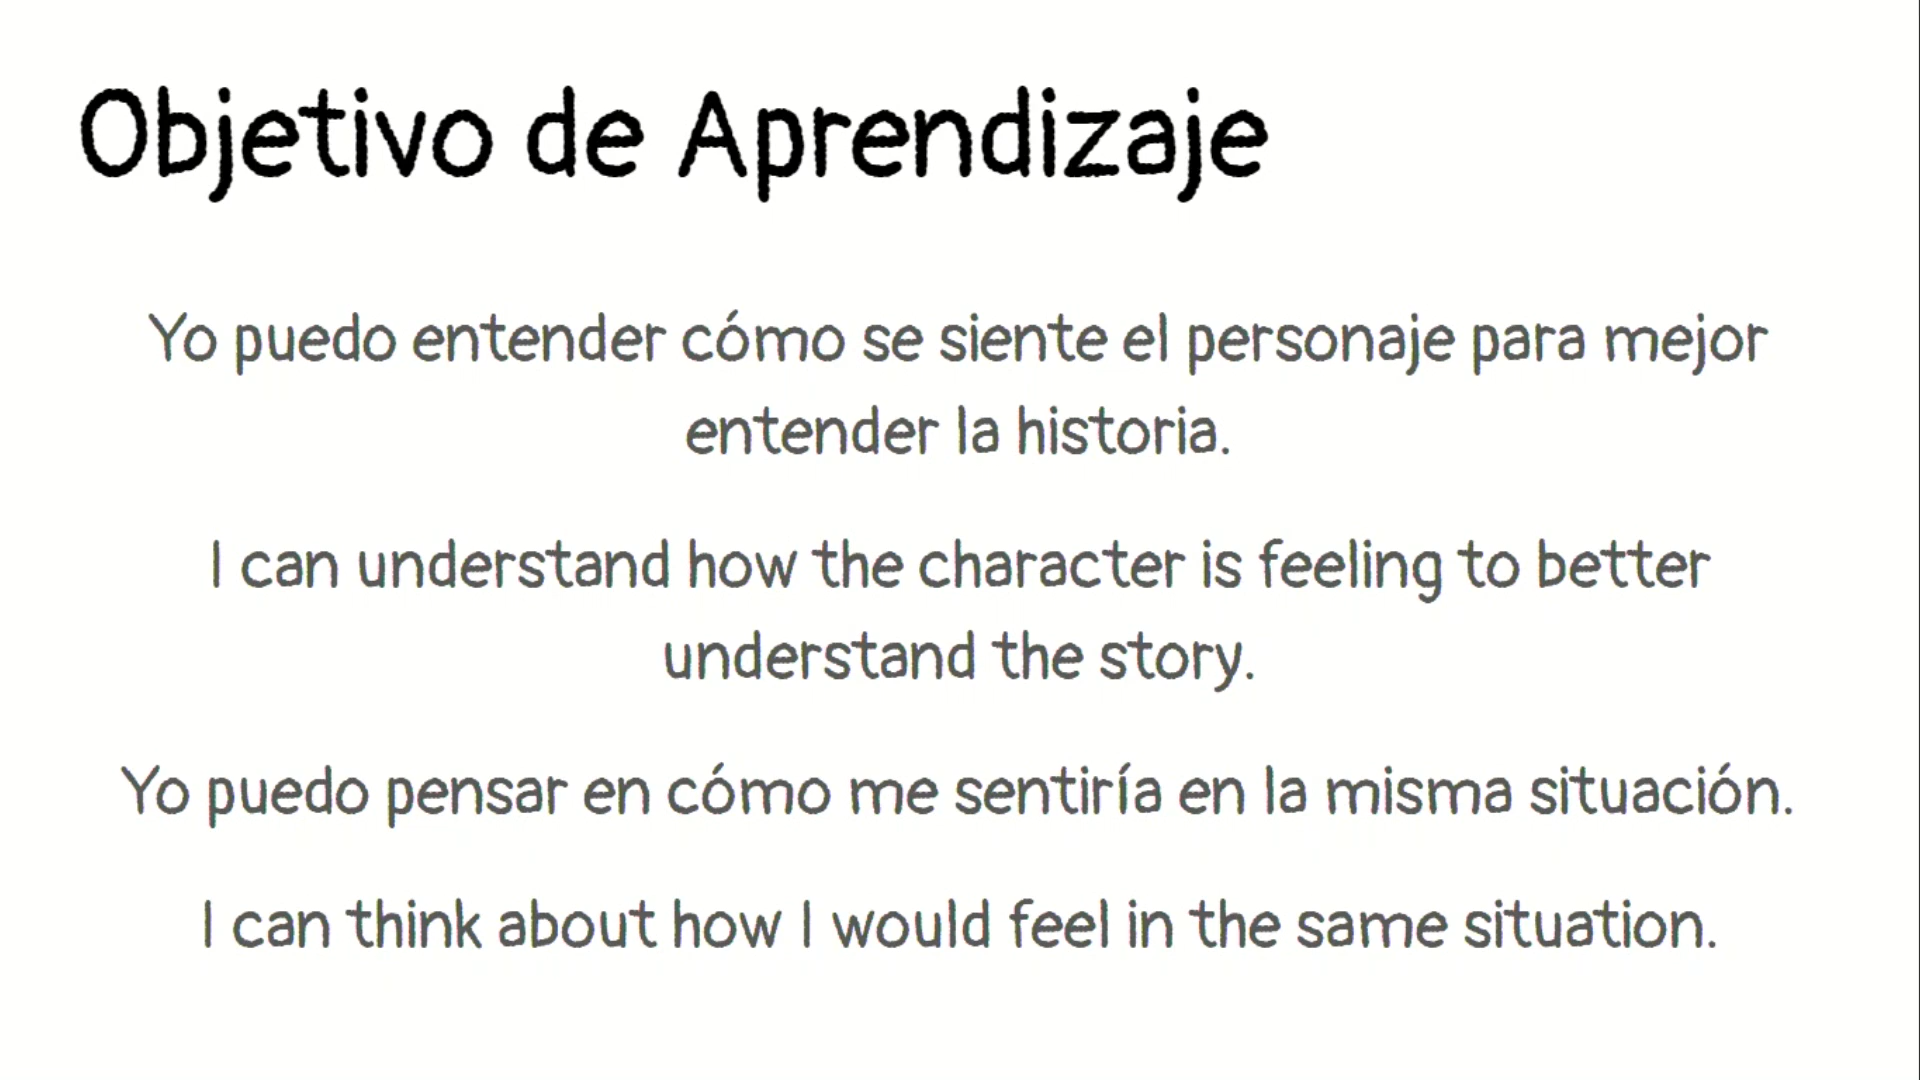 Objetivo de Aprendizaje
Yo puedo entender cómo se siente el personaje para mejor
entender la historia.
I can understand how the character is feeling to better
understand the story.
Yo puedo pensar en cómo me sentiría en la misma situación.
I can think about how I would feel in the same situation.